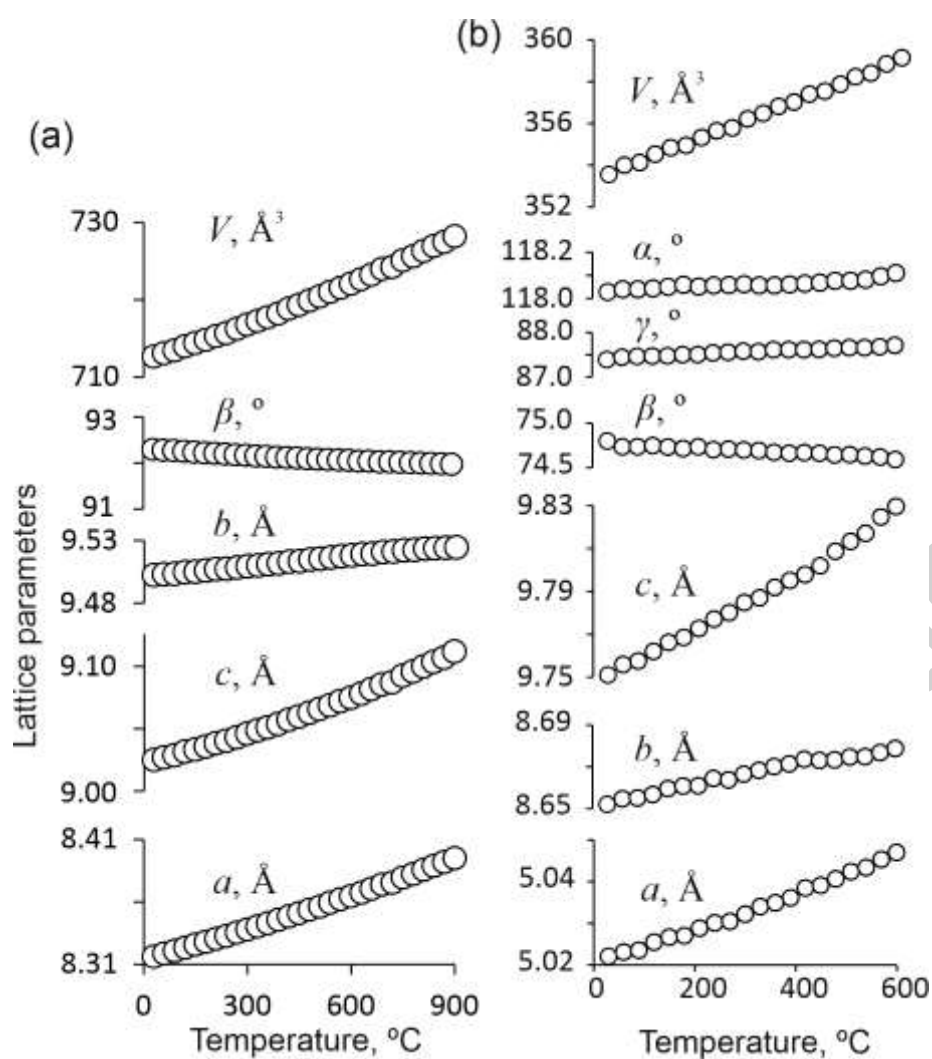 (a)
Lattice parameters
730
V, Å³
710
93
β, º
91
9.53
b, Å
9.48
9.10
c, Å
9.00
8.41
a, Å
8.31
0 300 600 900
Temperature, ºC
(b)
360
V, Å³
356
352
118.2
α, º
118.0
88.0
γ, º
87.0
75.0
β, º
74.5
9.83
c, Å
9.79
9.75
8.69
b, Å
8.65
5.04
a, Å
5.02
0 200 400 600
Temperature, ºC